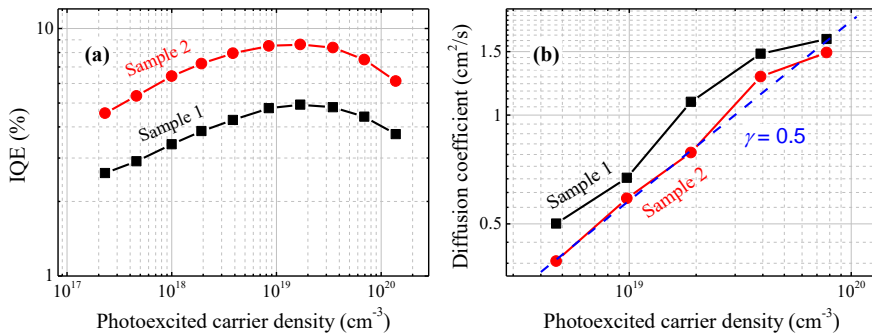 10
(a)
Sample 2
Sample 1
IQE (%)
1
10^17
10^18
10^19
10^20
Photoexcited carrier density (cm^-3)
1.5
(b)
1
γ = 0.5
Sample 1
Sample 2
0.5
Diffusion coefficient (cm^2/s)
10^19
10^20
Photoexcited carrier density (cm^-3)